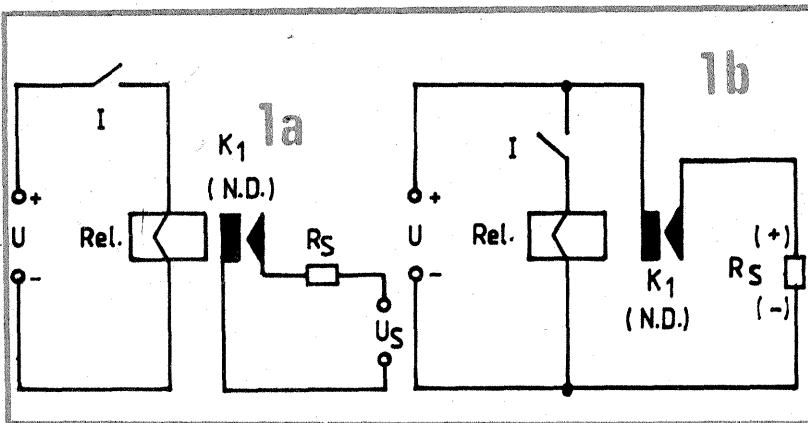 1a
I
K1
(N.D.)
+
U
-
Rel.
RS
US
1b
I
+
U
-
Rel.
K1
(N.D.)
(+)
RS
(-)